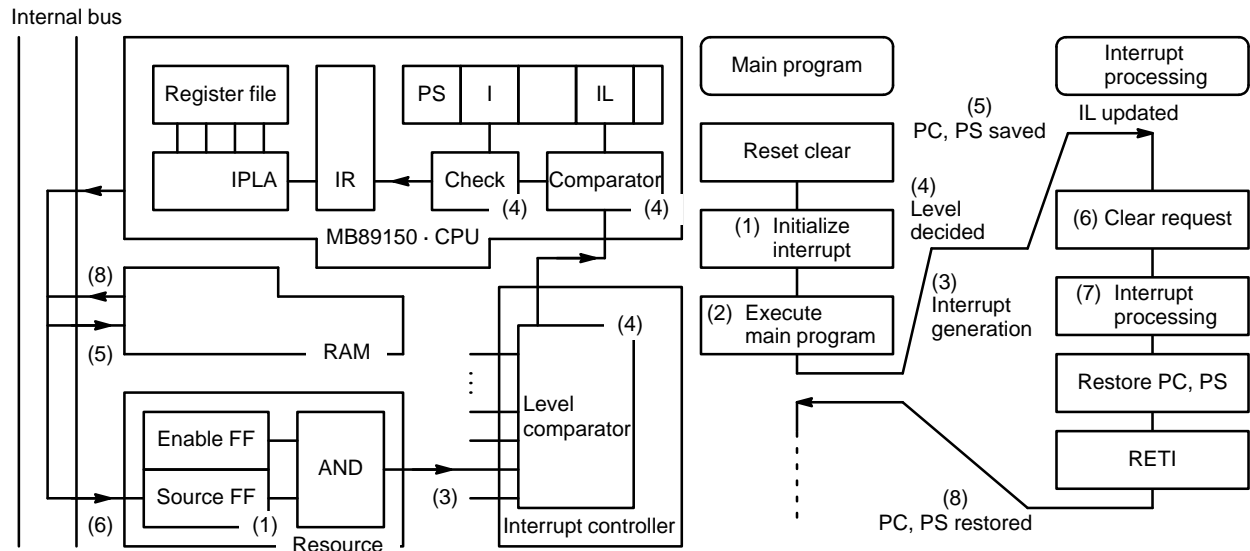 Internal bus
Register file
PS
I
IL
IPLA
IR
Check
Comparator
(4)
(4)
MB89150 · CPU
(8)
(5)
RAM
(4)
Level
comparator
Enable FF
Source FF
AND
(3)
(6)
(1)
Resource
Interrupt controller
Main program
Reset clear
(1) Initialize
interrupt
(2) Execute
main program
(3)
Interrupt
generation
(4)
Level
decided
(5)
PC, PS saved
IL updated
Interrupt
processing
(6) Clear request
(7) Interrupt
processing
Restore PC, PS
RETI
(8)
PC, PS restored